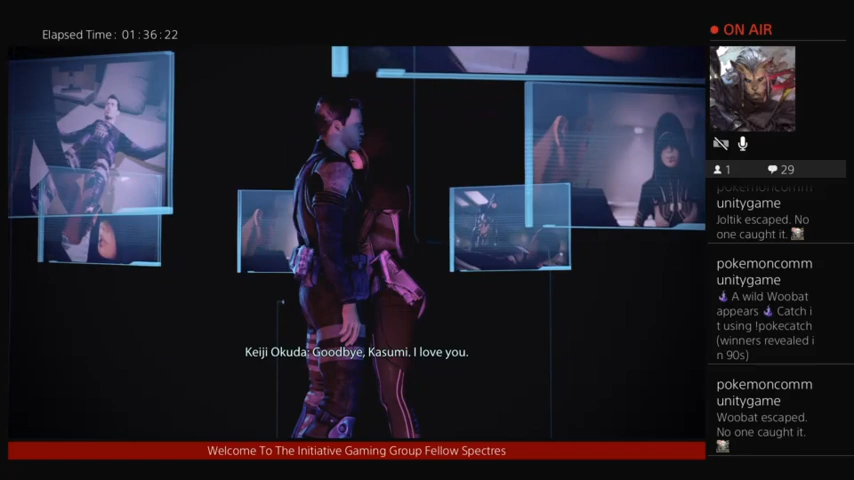 Elapsed Time: 01:36:22
ON AIR
1
29
pokemoncomm
unitygame
Joltik escaped. No
one caught it.
pokemoncomm
unitygame
A wild Woobat
appears Catch i
t using !pokecatch
(winners revealed i
n 90s)
Keiji Okuda: Goodbye, Kasumi. I love you.
pokemoncomm
unitygame
Woobat escaped.
No one caught it.
Welcome To The Initiative Gaming Group Fellow Spectres